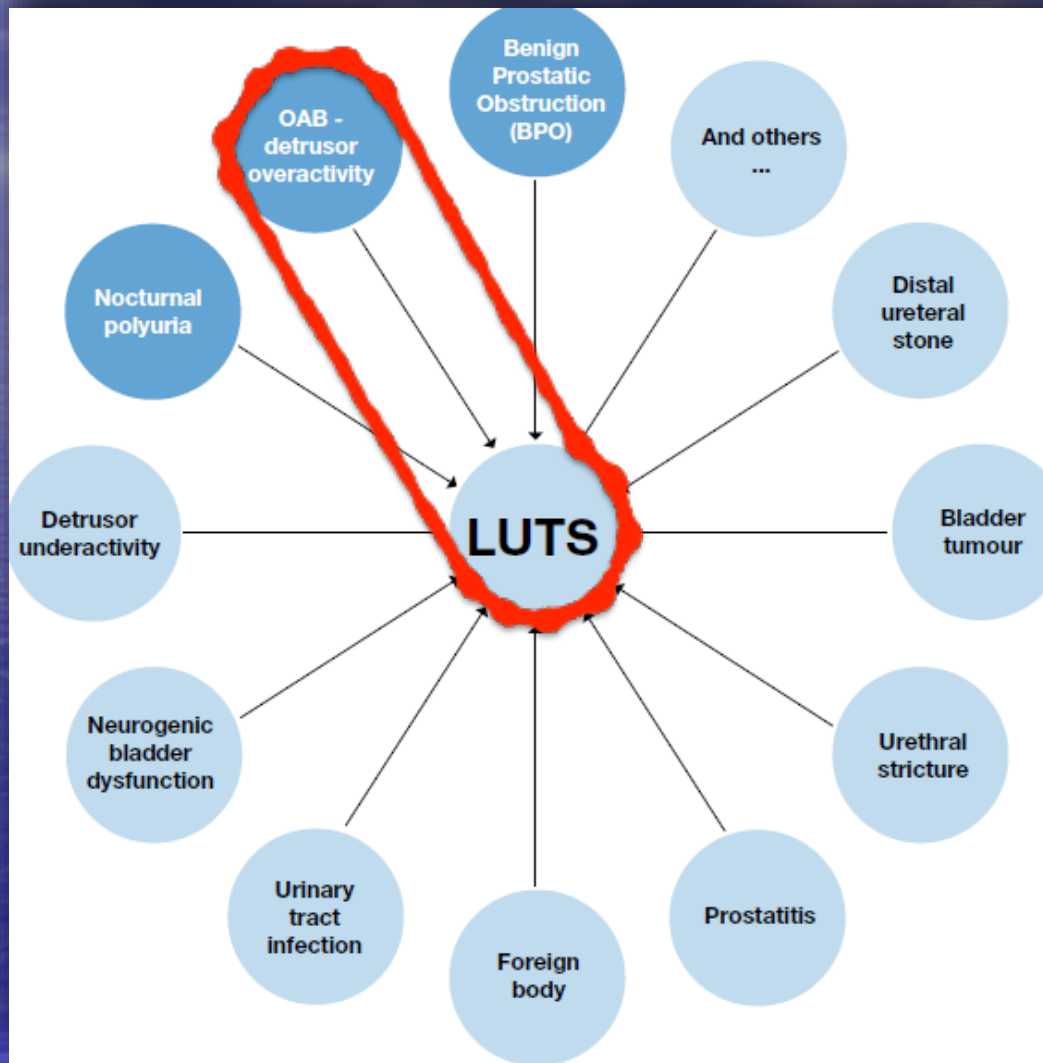 Benign
Prostatic
Obstruction
(BPO)
And others
...
Distal
ureteral
stone
Bladder
tumour
Urethral
stricture
Prostatitis
Foreign
body
Urinary
tract
infection
Neurogenic
bladder
dysfunction
Detrusor
underactivity
Nocturnal
polyuria
OAB -
detrusor
overactivity
LUTS